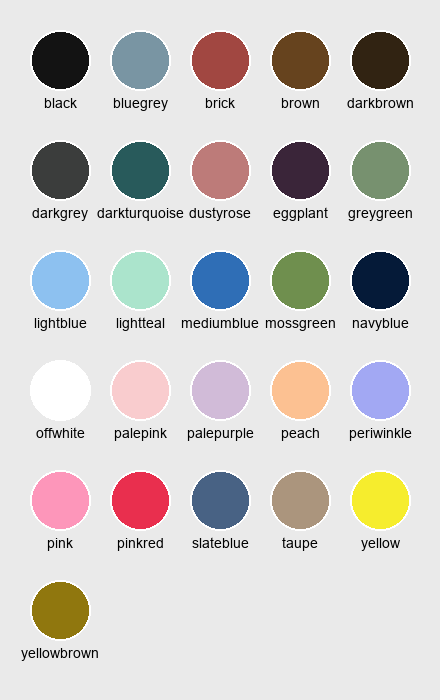 black bluegrey brick brown darkbrown
darkgrey darkturquoise dustyrose eggplant greygreen
lightblue lightteal mediumblue mossgreen navyblue
offwhite palepink palepurple peach periwinkle
pink pinkred slateblue taupe yellow
yellowbrown